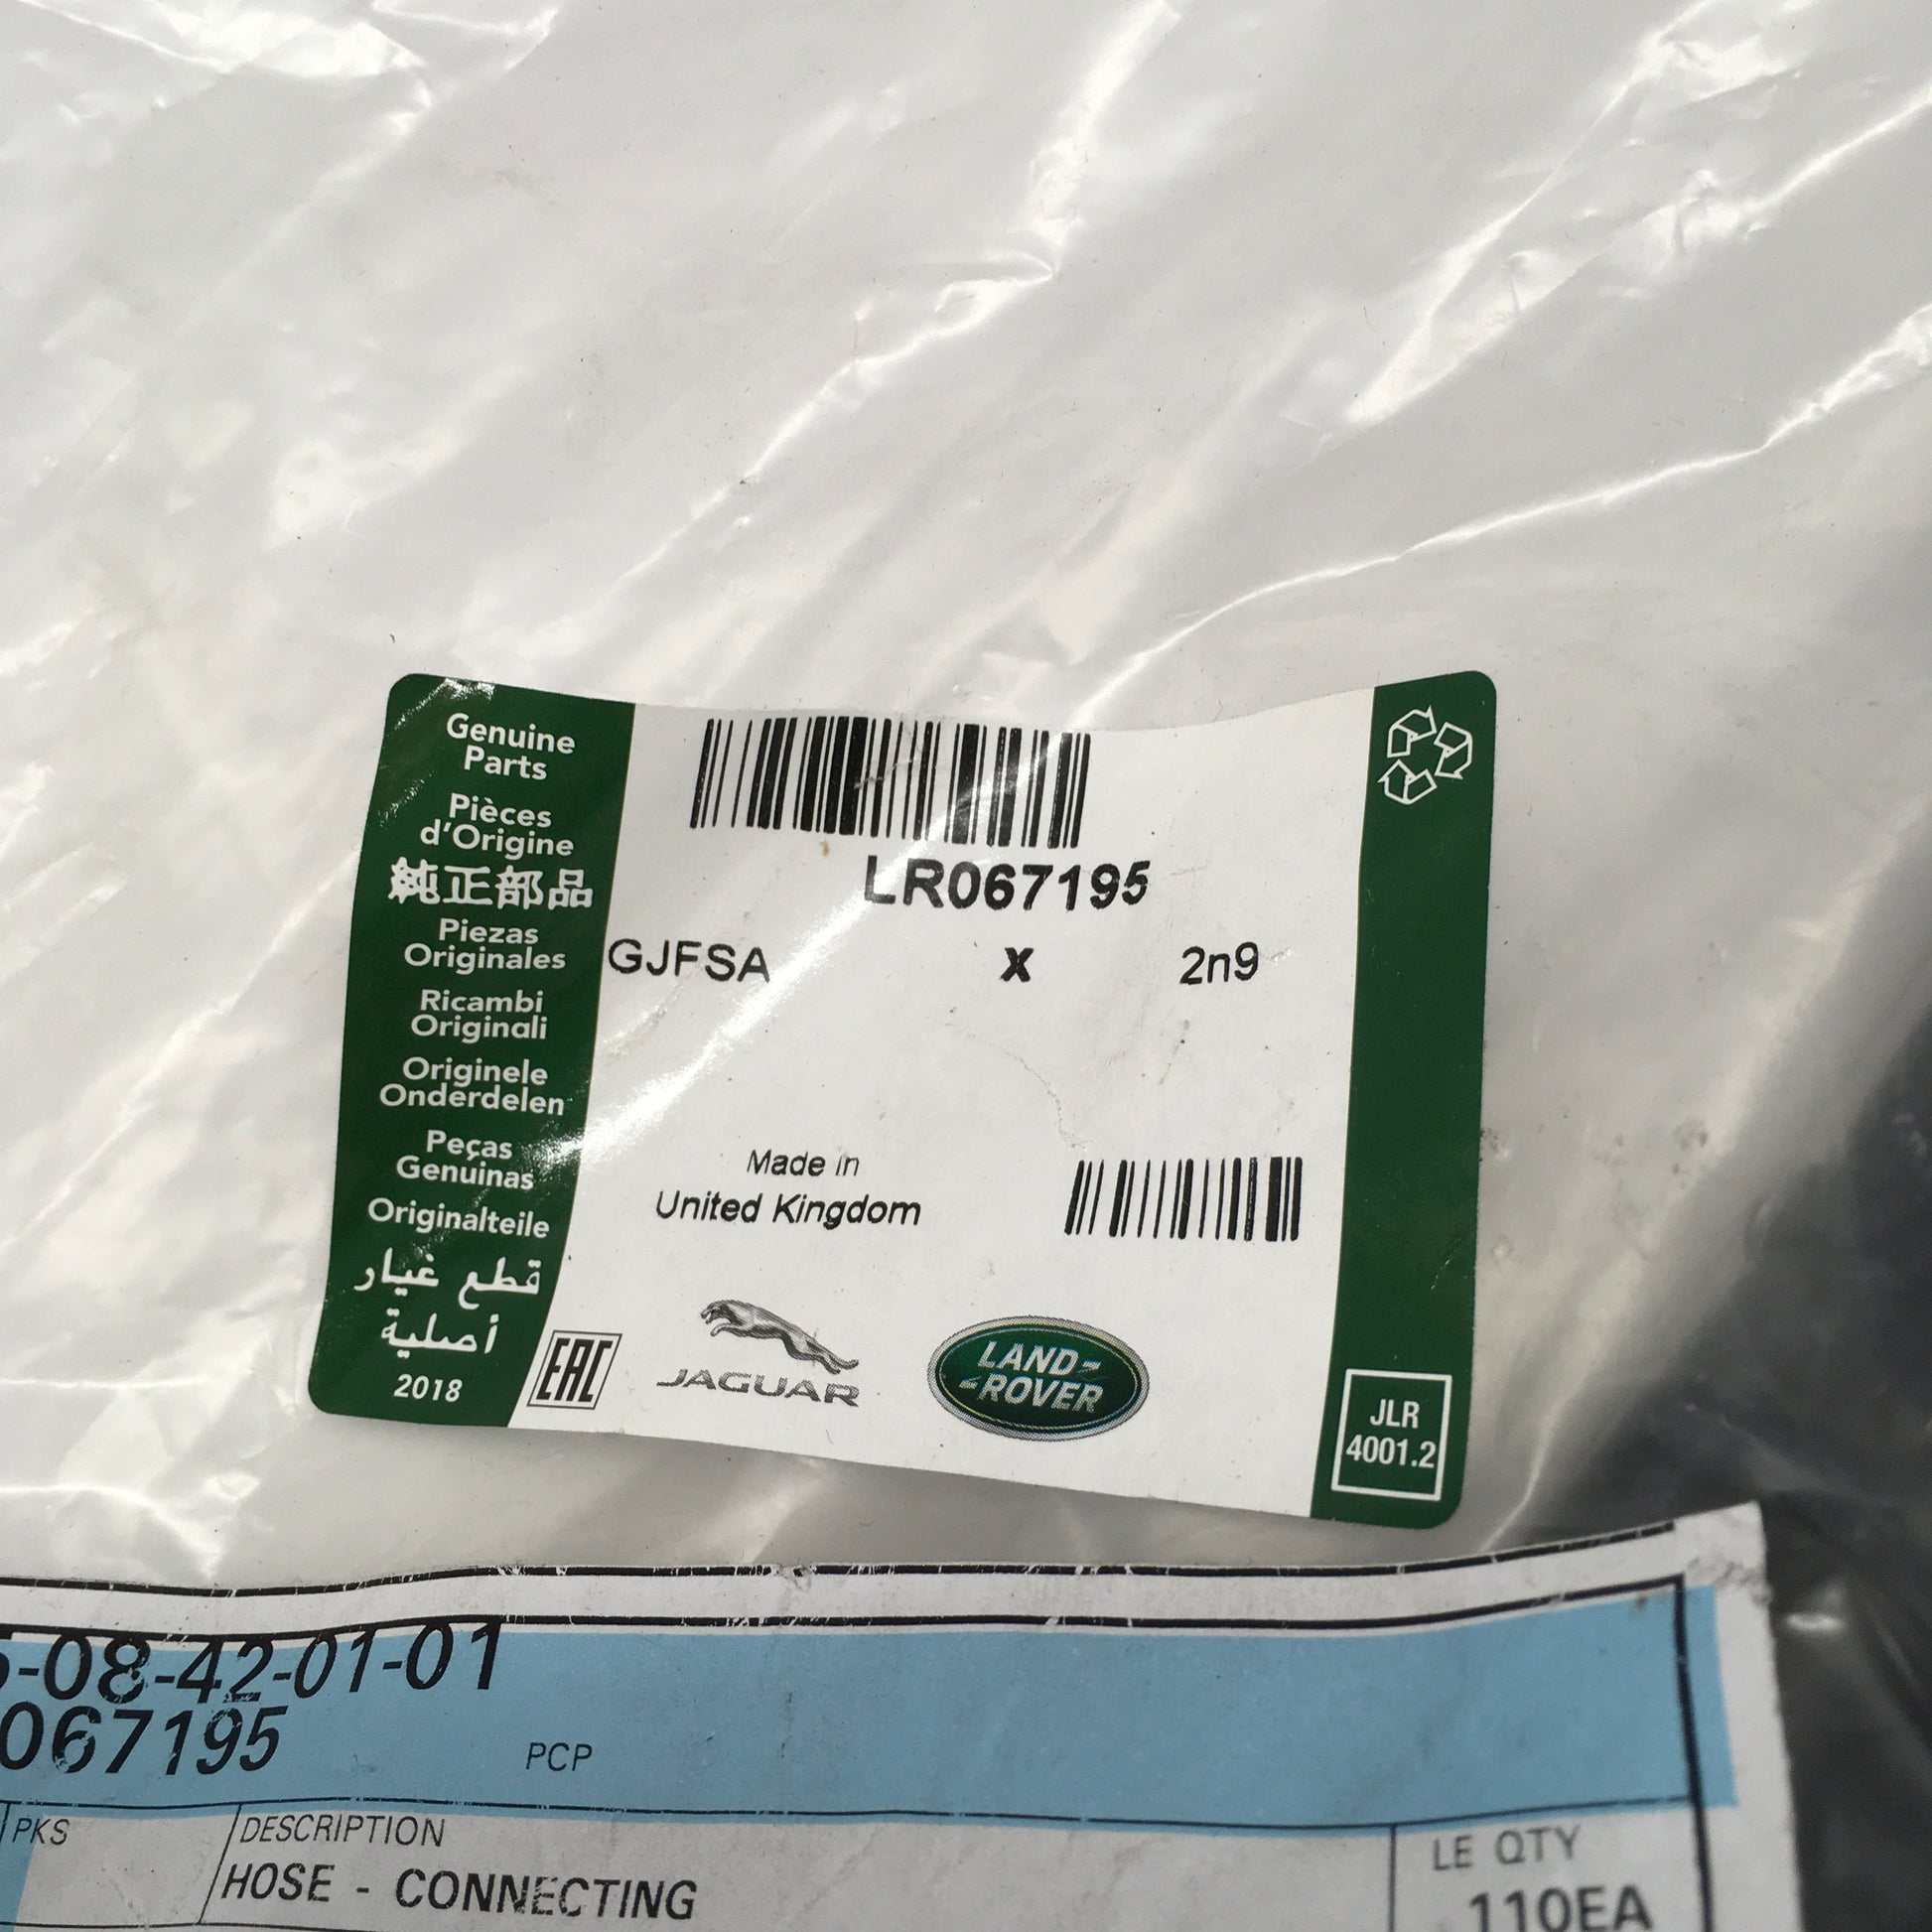 Genuine
Parts
Pièces
d'Origine
純正部品
Piezas
Originales
Ricambi
Originali
Originele
Onderdelen
Peças
Genuinas
Originalteile
قطع غيار
أصلية
2018
LR067195
GJFSA X 2n9
Made in
United Kingdom
EAC
JAGUAR
LAND-
-ROVER
JLR
4001.2
-08-42-01-01
067195
PCP
PKS
DESCRIPTION
HOSE - CONNECTING
LE QTY
110EA